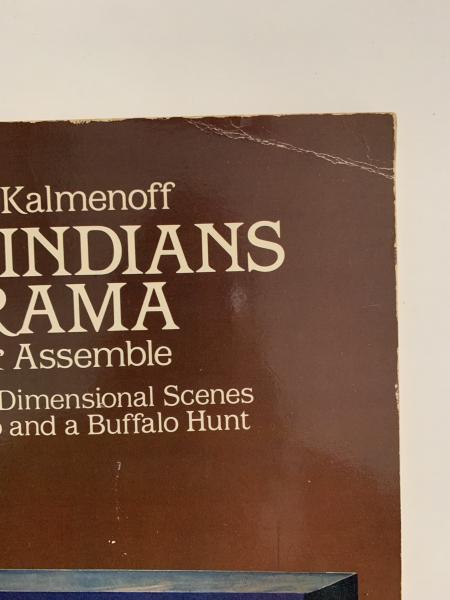 Kalmenoff
INDIANS
RAMA
Assemble
Dimensional Scenes
and a Buffalo Hunt